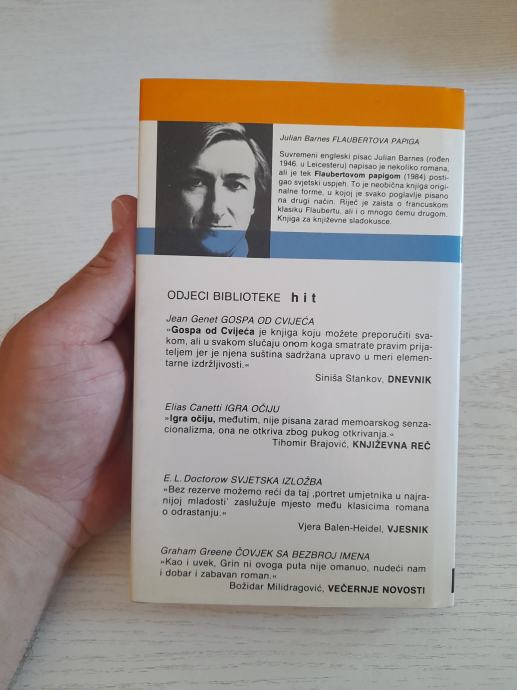 Julian Barnes FLAUBERTOVA PAPIGA
Suvremeni engleski pisac Julian Barnes (rođen
1946. u Leicesteru) napisao je nekoliko romana,
ali je tek Flaubertovom papigom (1984) posti-
gao svjetski uspjeh. To je neobična knjiga origi-
nalne forme, u kojoj je svako poglavlje pisano
na drugi način. Riječ je zaista o francuskom
klasiku Flaubertu, ali i o mnogo čemu drugom.
Knjiga za književne sladokusce.
ODJECI BIBLIOTEKE hit
Jean Genet GOSPA OD CVIJEĆA
»Gospa od Cvijeća je knjiga koju možete preporučiti sva-
kom, ali u svakom slučaju onom koga smatrate pravim prija-
teljem jer je njena suština sadržana upravo u meri elemen-
tarne izdržljivosti.«
Siniša Stankov, DNEVNIK
Elias Canetti IGRA OČIJU
»Igra očiju, međutim, nije pisana zarad memoarskog senza-
cionalizma, ona ne otkriva zbog pukog otkrivanja.«
Tihomir Brajović, KNJIŽEVNA REČ
E. L. Doctorow SVJETSKA IZLOŽBA
»Bez rezerve možemo reći da taj ‚portret umjetnika u najra-
nijoj mladosti’ zaslužuje mjesto među klasicima romana
o odrastanju.«
Vjera Balen-Heidel, VJESNIK
Graham Greene ČOVJEK SA BEZBROJ IMENA
»Kao i uvek, Grin ni ovoga puta nije omanuo, nudeći nam
i dobar i zabavan roman.«
Božidar Milidragović, VEČERNJE NOVOSTI